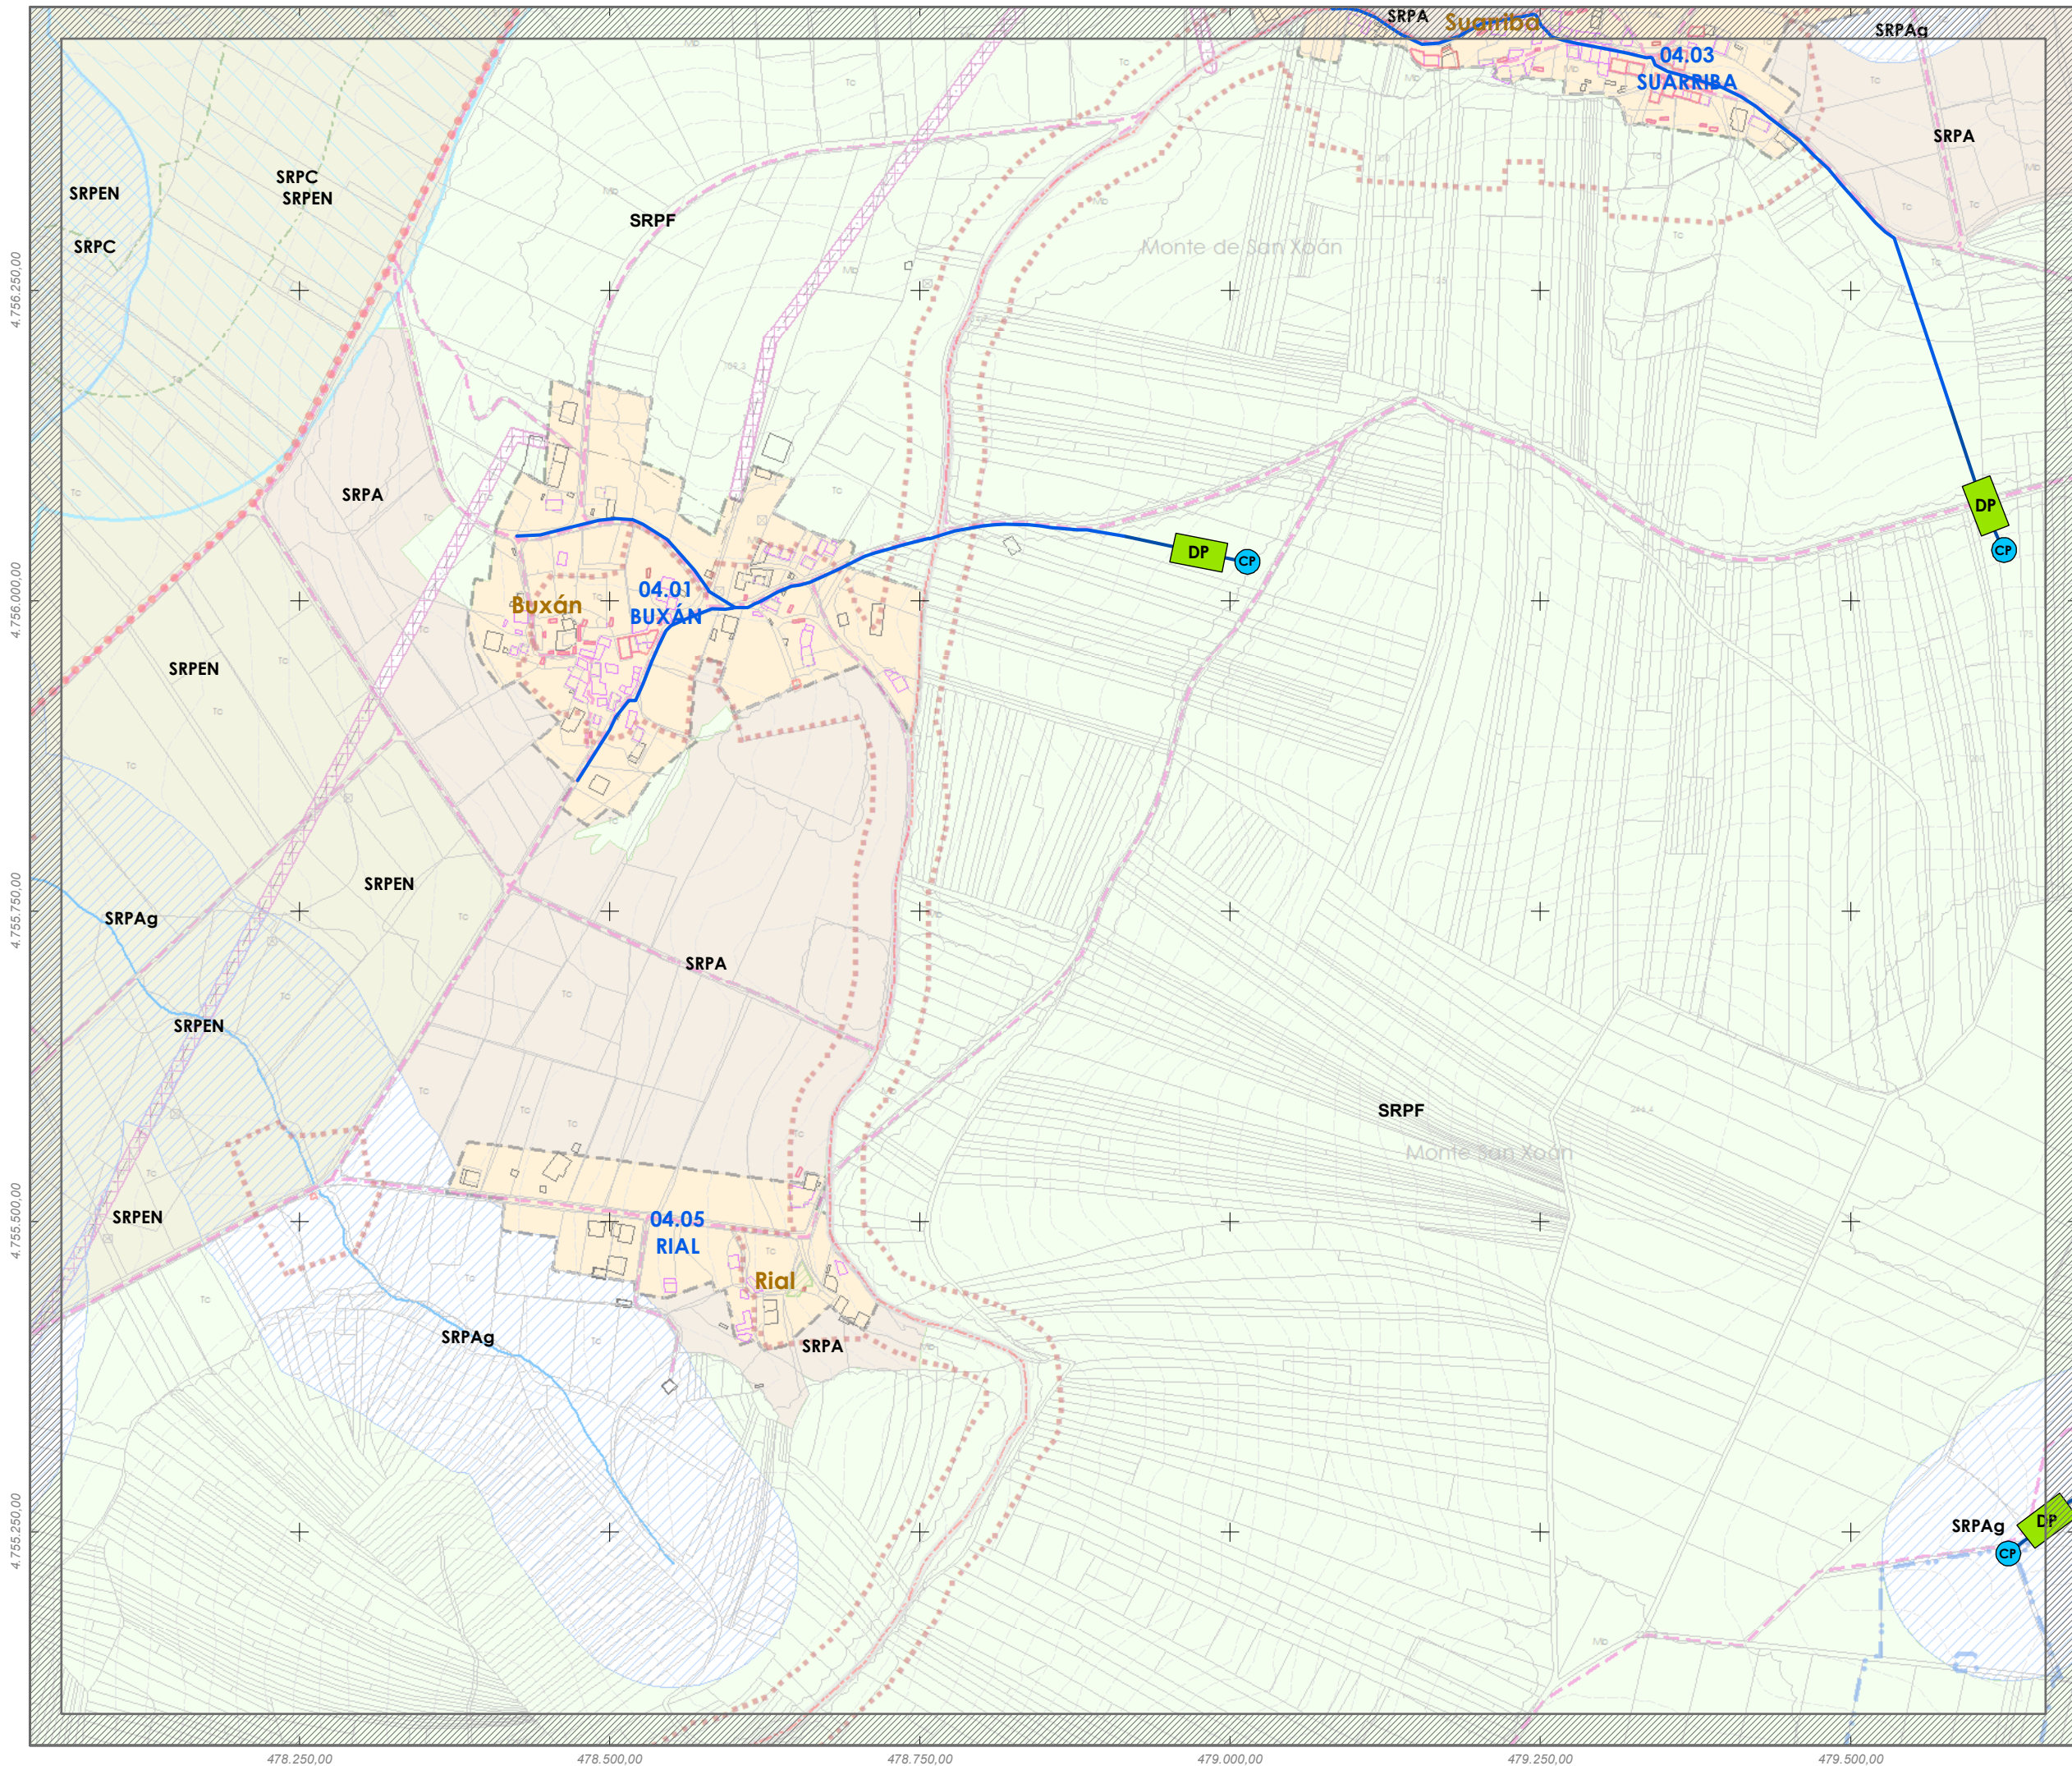 SRPA
Suarriba
SRPAg
04.03
SUARRIBA
SRPA
SRPEN
SRPC
SRPEN
SRPC
SRPF
Monte de San Xoán
4.756.250,00
SRPA
DP
CP
DP
CP
4.756.000,00
Buxán
04.01
BUXÁN
SRPEN
SRPEN
SRPAg
4.755.750,00
SRPA
SRPEN
SRPF
Monte San Xoán
SRPEN
4.755.500,00
04.05
RIAL
Rial
SRPAg
SRPA
SRPAg
DP
CP
4.755.250,00
478.250,00
478.500,00
478.750,00
479.000,00
479.250,00
479.500,00